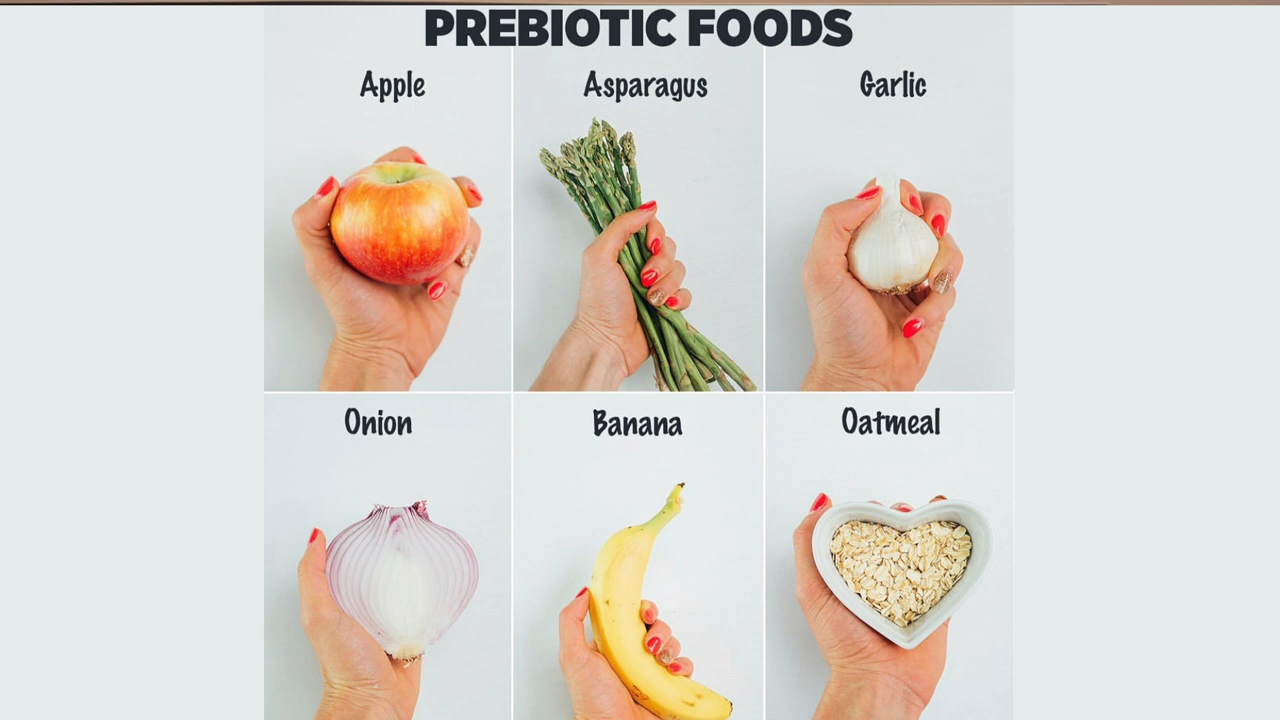 PREBIOTIC FOODS
Apple
Asparagus
Garlic
Onion
Banana
Oatmeal